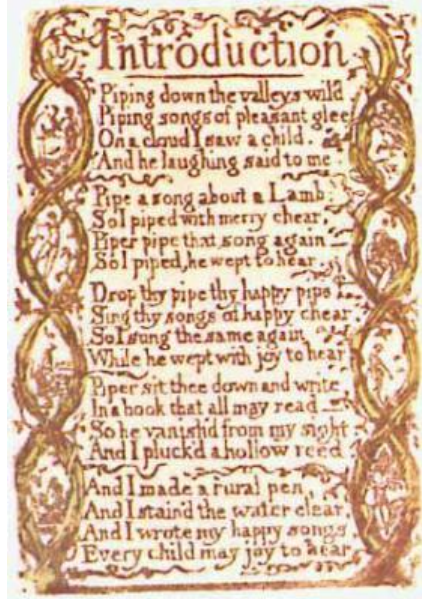 Introduction
Piping down the valleys wild
Piping songs of pleasant glee
On a cloud I saw a child.
And he laughing said to me.
Pipe a song about a Lamb:
So I piped with merry chear,
Piper pipe that song again—
So I piped, he wept to hear.
Drop thy pipe thy happy pipe
Sing thy songs of happy chear
So I sung the same again
While he wept with joy to hear
Piper sit thee down and write
In a book that all may read—
So he vanish'd from my sight
And I pluck'd a hollow reed
And I made a rural pen,
And I stain'd the water clear,
And I wrote my happy songs
Every child may joy to hear